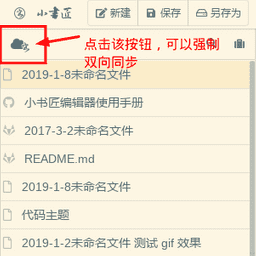 小书匠 新建 保存 另存为
点击该按钮，可以强制
双向同步
2019-1-8未命名文件
小书匠编辑器使用手册
2017-3-2未命名文件
README.md
2019-1-8未命名文件
代码主题
2019-1-2未命名文件 测试 gif 效果